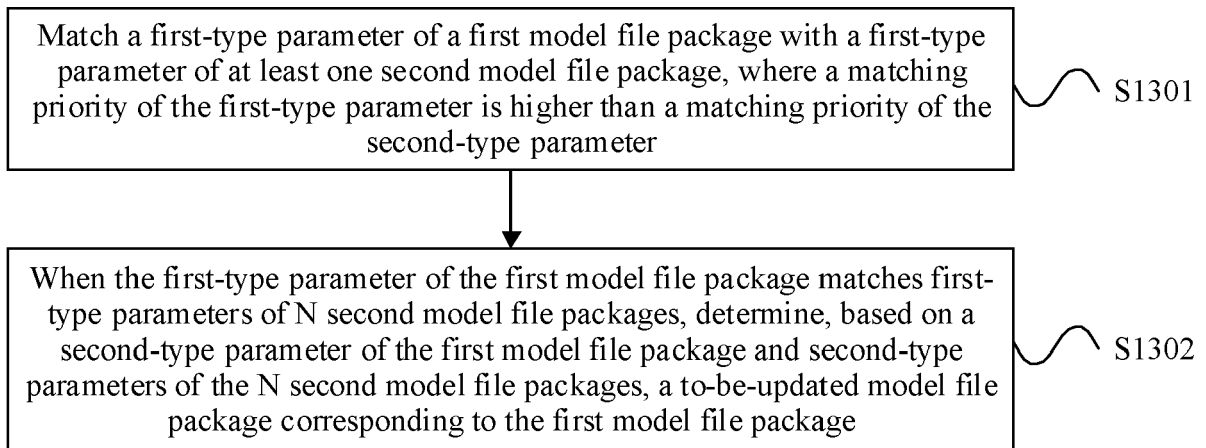 Match a first-type parameter of a first model file package with a first-type
parameter of at least one second model file package, where a matching
priority of the first-type parameter is higher than a matching priority of the
second-type parameter
S1301
When the first-type parameter of the first model file package matches first-
type parameters of N second model file packages, determine, based on a
second-type parameter of the first model file package and second-type
parameters of the N second model file packages, a to-be-updated model file
package corresponding to the first model file package
S1302